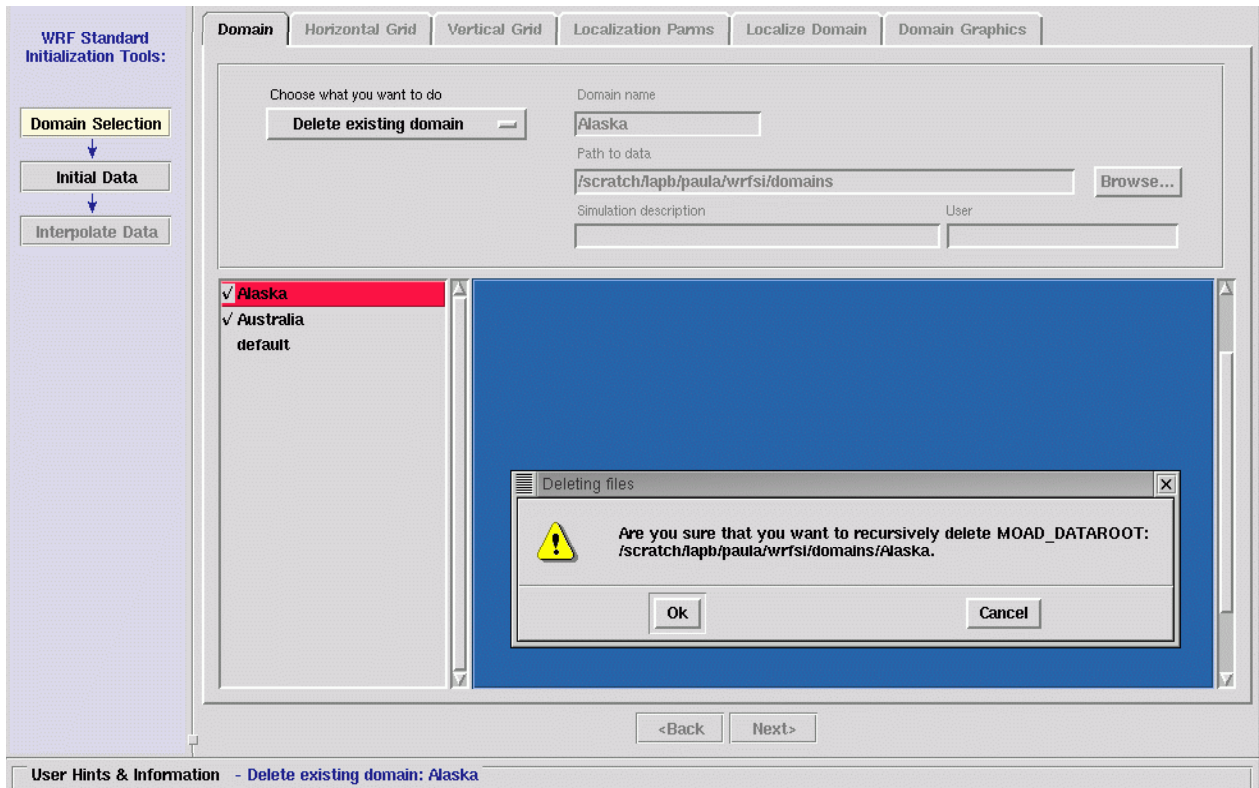 WRF Standard
Initialization Tools:
Domain Selection
Initial Data
Interpolate Data
Domain
Horizontal Grid
Vertical Grid
Localization Parms
Localize Domain
Domain Graphics
Choose what you want to do
Delete existing domain
Domain name
Alaska
Path to data
/scratch/lapb/paula/wrfsi/domains
Browse...
Simulation description
User
√ Alaska
√ Australia
default
Deleting files
Are you sure that you want to recursively delete MOAD_DATAROOT:
/scratch/lapb/paula/wrfsi/domains/Alaska.
Ok
Cancel
<Back
Next>
User Hints & Information - Delete existing domain: Alaska